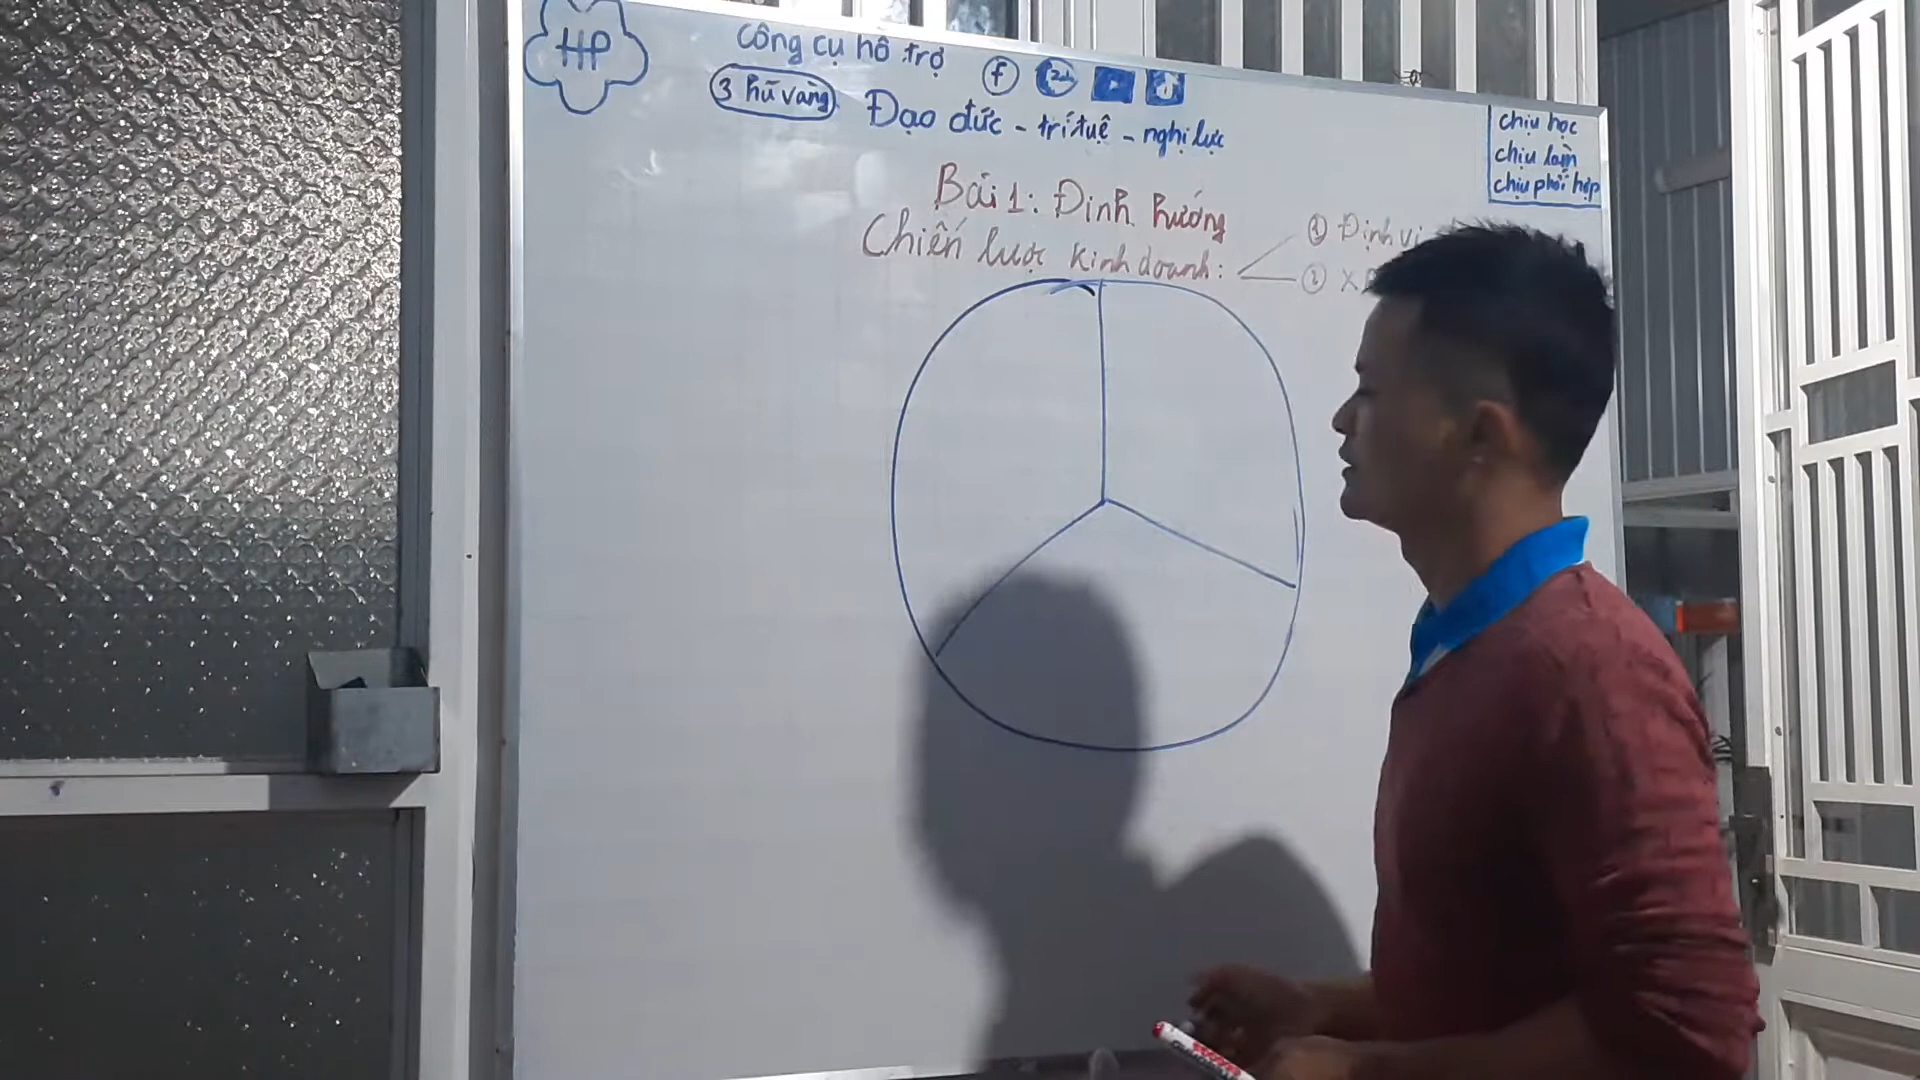 HP
Công cụ hỗ trợ
f
3 hũ vàng Đạo đức - trí tuệ - nghị lực
chịu học
chịu làm
chịu phối hợp
Bài 1: Định hướng
Chiến lược kinh doanh:
① Định vị
② X